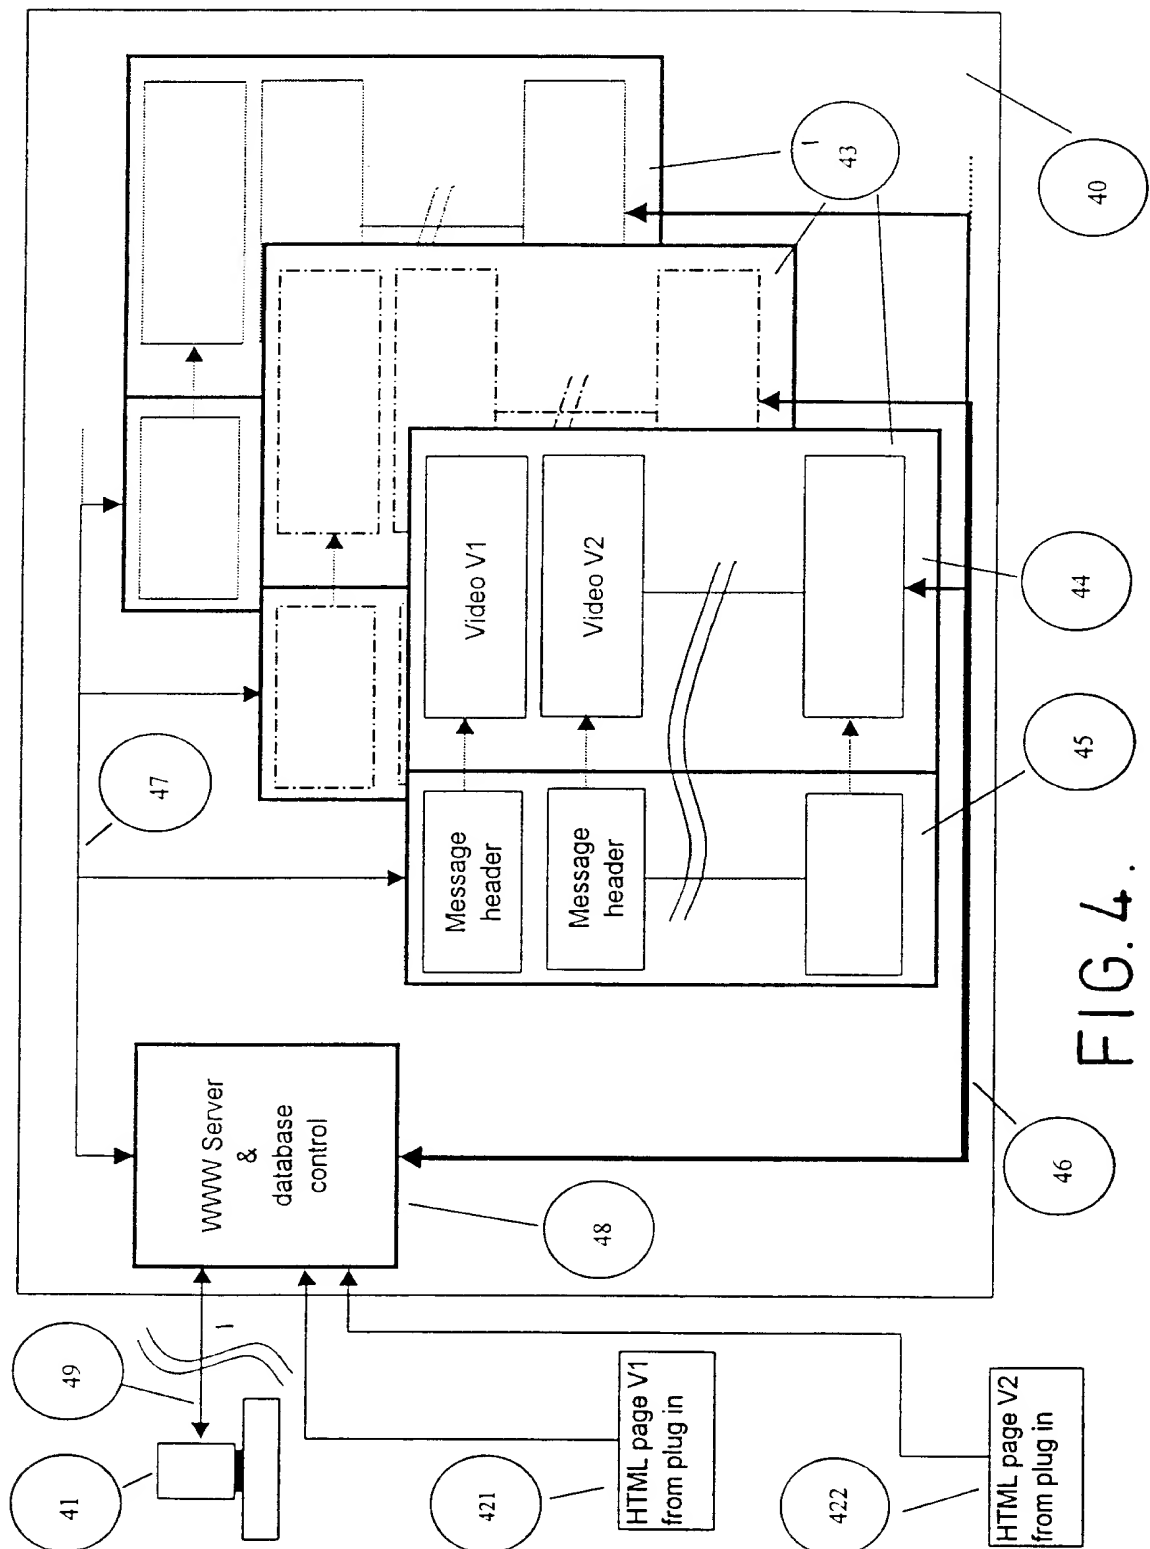 41
49
421
HTML page V1
from plug in
422
HTML page V2
from plug in
WWW Server
&
database
control
48
46
47
Message
header
Video V1
Message
header
Video V2
45
44
43
40
FIG. 4.